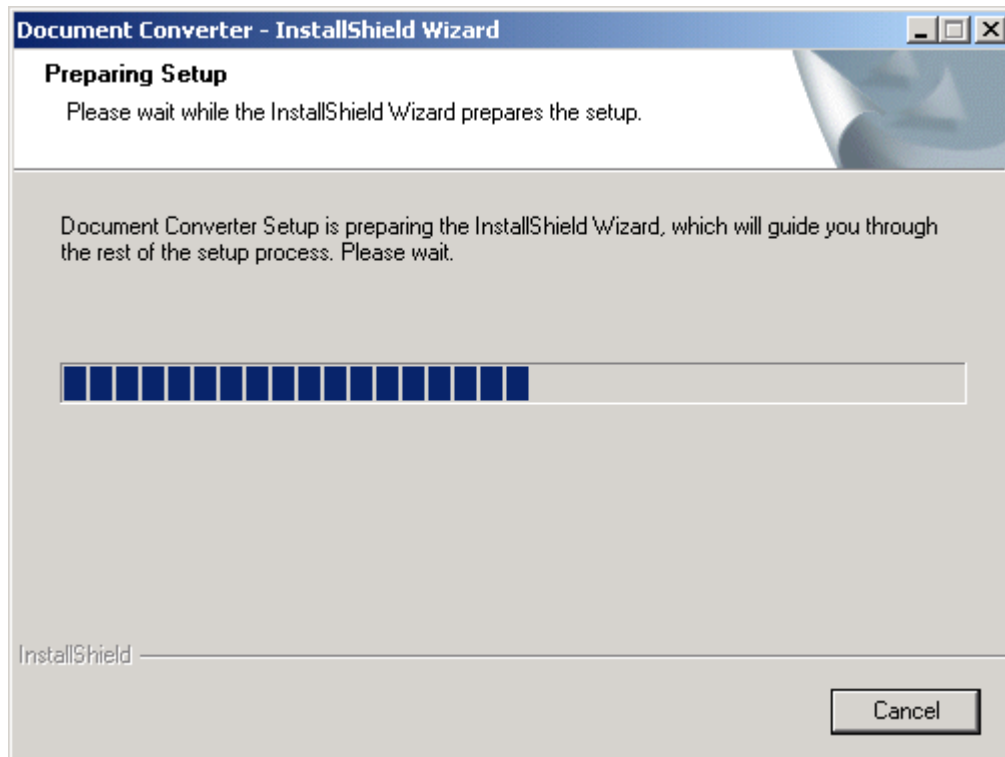 Document Converter - InstallShield Wizard
Preparing Setup
Please wait while the InstallShield Wizard prepares the setup.
Document Converter Setup is preparing the InstallShield Wizard, which will guide you through
the rest of the setup process. Please wait.
InstallShield
Cancel